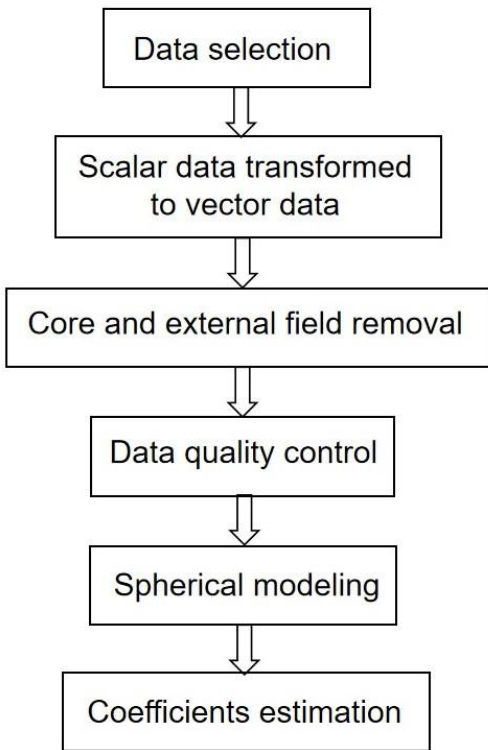 Data selection
Scalar data transformed
to vector data
Core and external field removal
Data quality control
Spherical modeling
Coefficients estimation